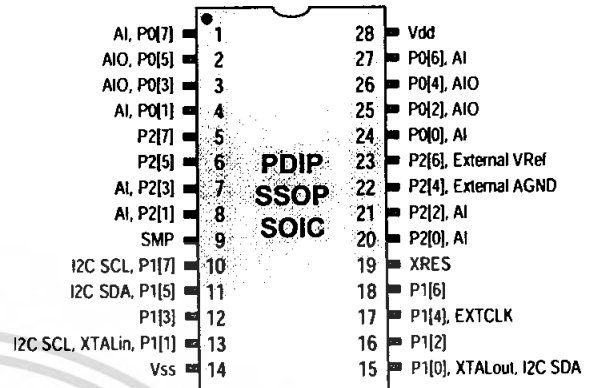 AI, P0[7] 1 28 Vdd
AIO, P0[5] 2 27 P0[6], AI
AIO, P0[3] 3 26 P0[4], AIO
AI, P0[1] 4 25 P0[2], AIO
P2[7] 5 24 P0[0], AI
P2[5] 6 PDIP 23 P2[6], External VRef
AI, P2[3] 7 SSOP 22 P2[4], External AGND
AI, P2[1] 8 SOIC 21 P2[2], AI
SMP 9 20 P2[0], AI
I2C SCL, P1[7] 10 19 XRES
I2C SDA, P1[5] 11 18 P1[6]
P1[3] 12 17 P1[4], EXTCLK
I2C SCL, XTALin, P1[1] 13 16 P1[2]
Vss 14 15 P1[0], XTALout, I2C SDA